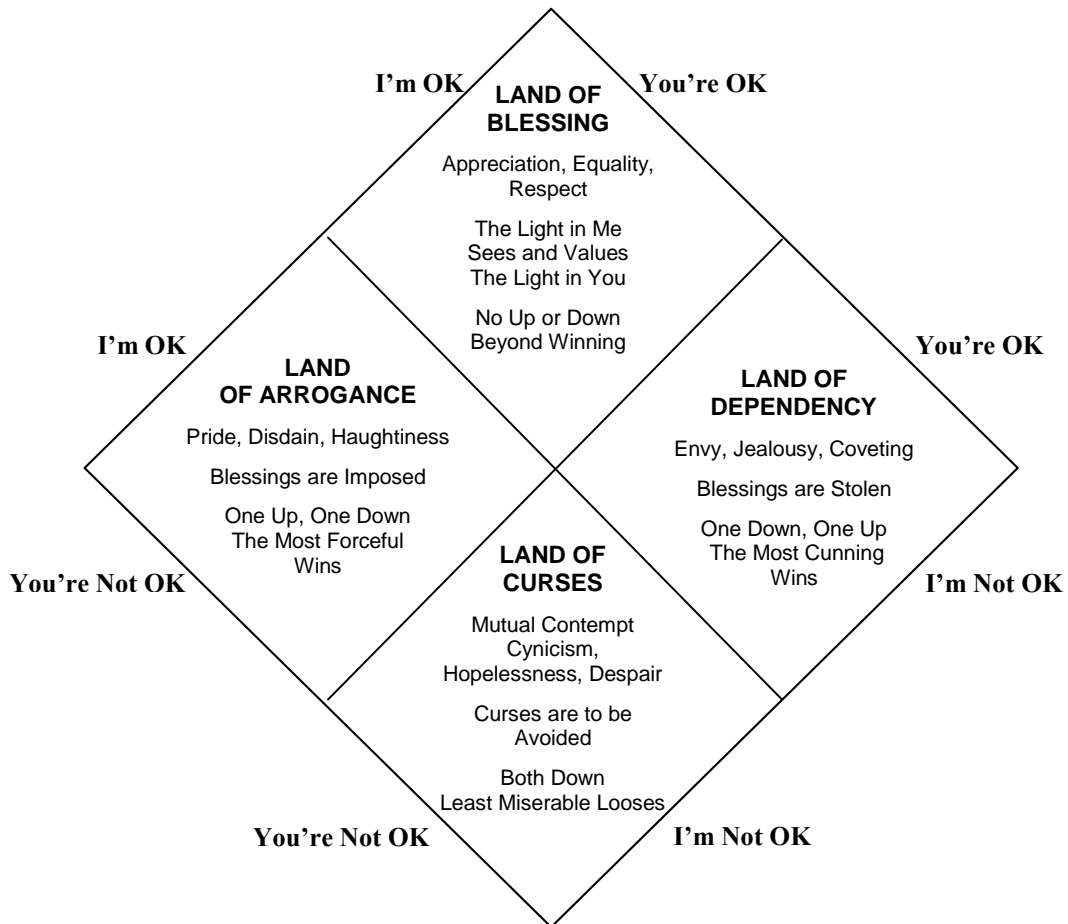 I'm OK
You're OK
LAND OF
BLESSING
Appreciation, Equality,
Respect
The Light in Me
Sees and Values
The Light in You
No Up or Down
Beyond Winning
I'm OK
You're Not OK
LAND
OF ARROGANCE
Pride, Disdain, Haughtiness
Blessings are Imposed
One Up, One Down
The Most Forceful
Wins
You're OK
I'm Not OK
LAND OF
DEPENDENCY
Envy, Jealousy, Coveting
Blessings are Stolen
One Down, One Up
The Most Cunning
Wins
LAND OF
CURSES
Mutual Contempt
Cynicism,
Hopelessness, Despair
Curses are to be
Avoided
Both Down
Least Miserable Looses
You're Not OK
I'm Not OK